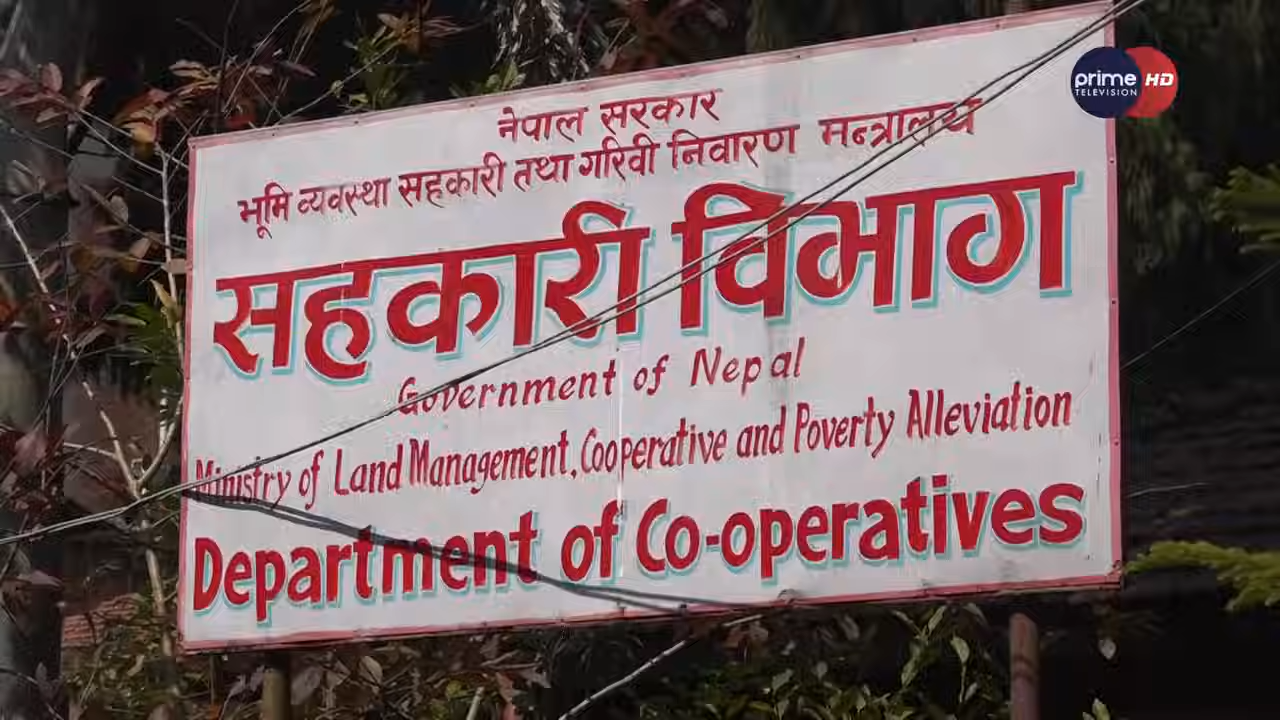 नेपाल सरकार
भूमि व्यवस्था सहकारी तथा गरिवी निवारण मन्त्रालय
सहकारी विभाग
Government of Nepal
Ministry of Land Management, Cooperative and Poverty Alleviation
Department of Co-operatives
prime HD
TELEVISION